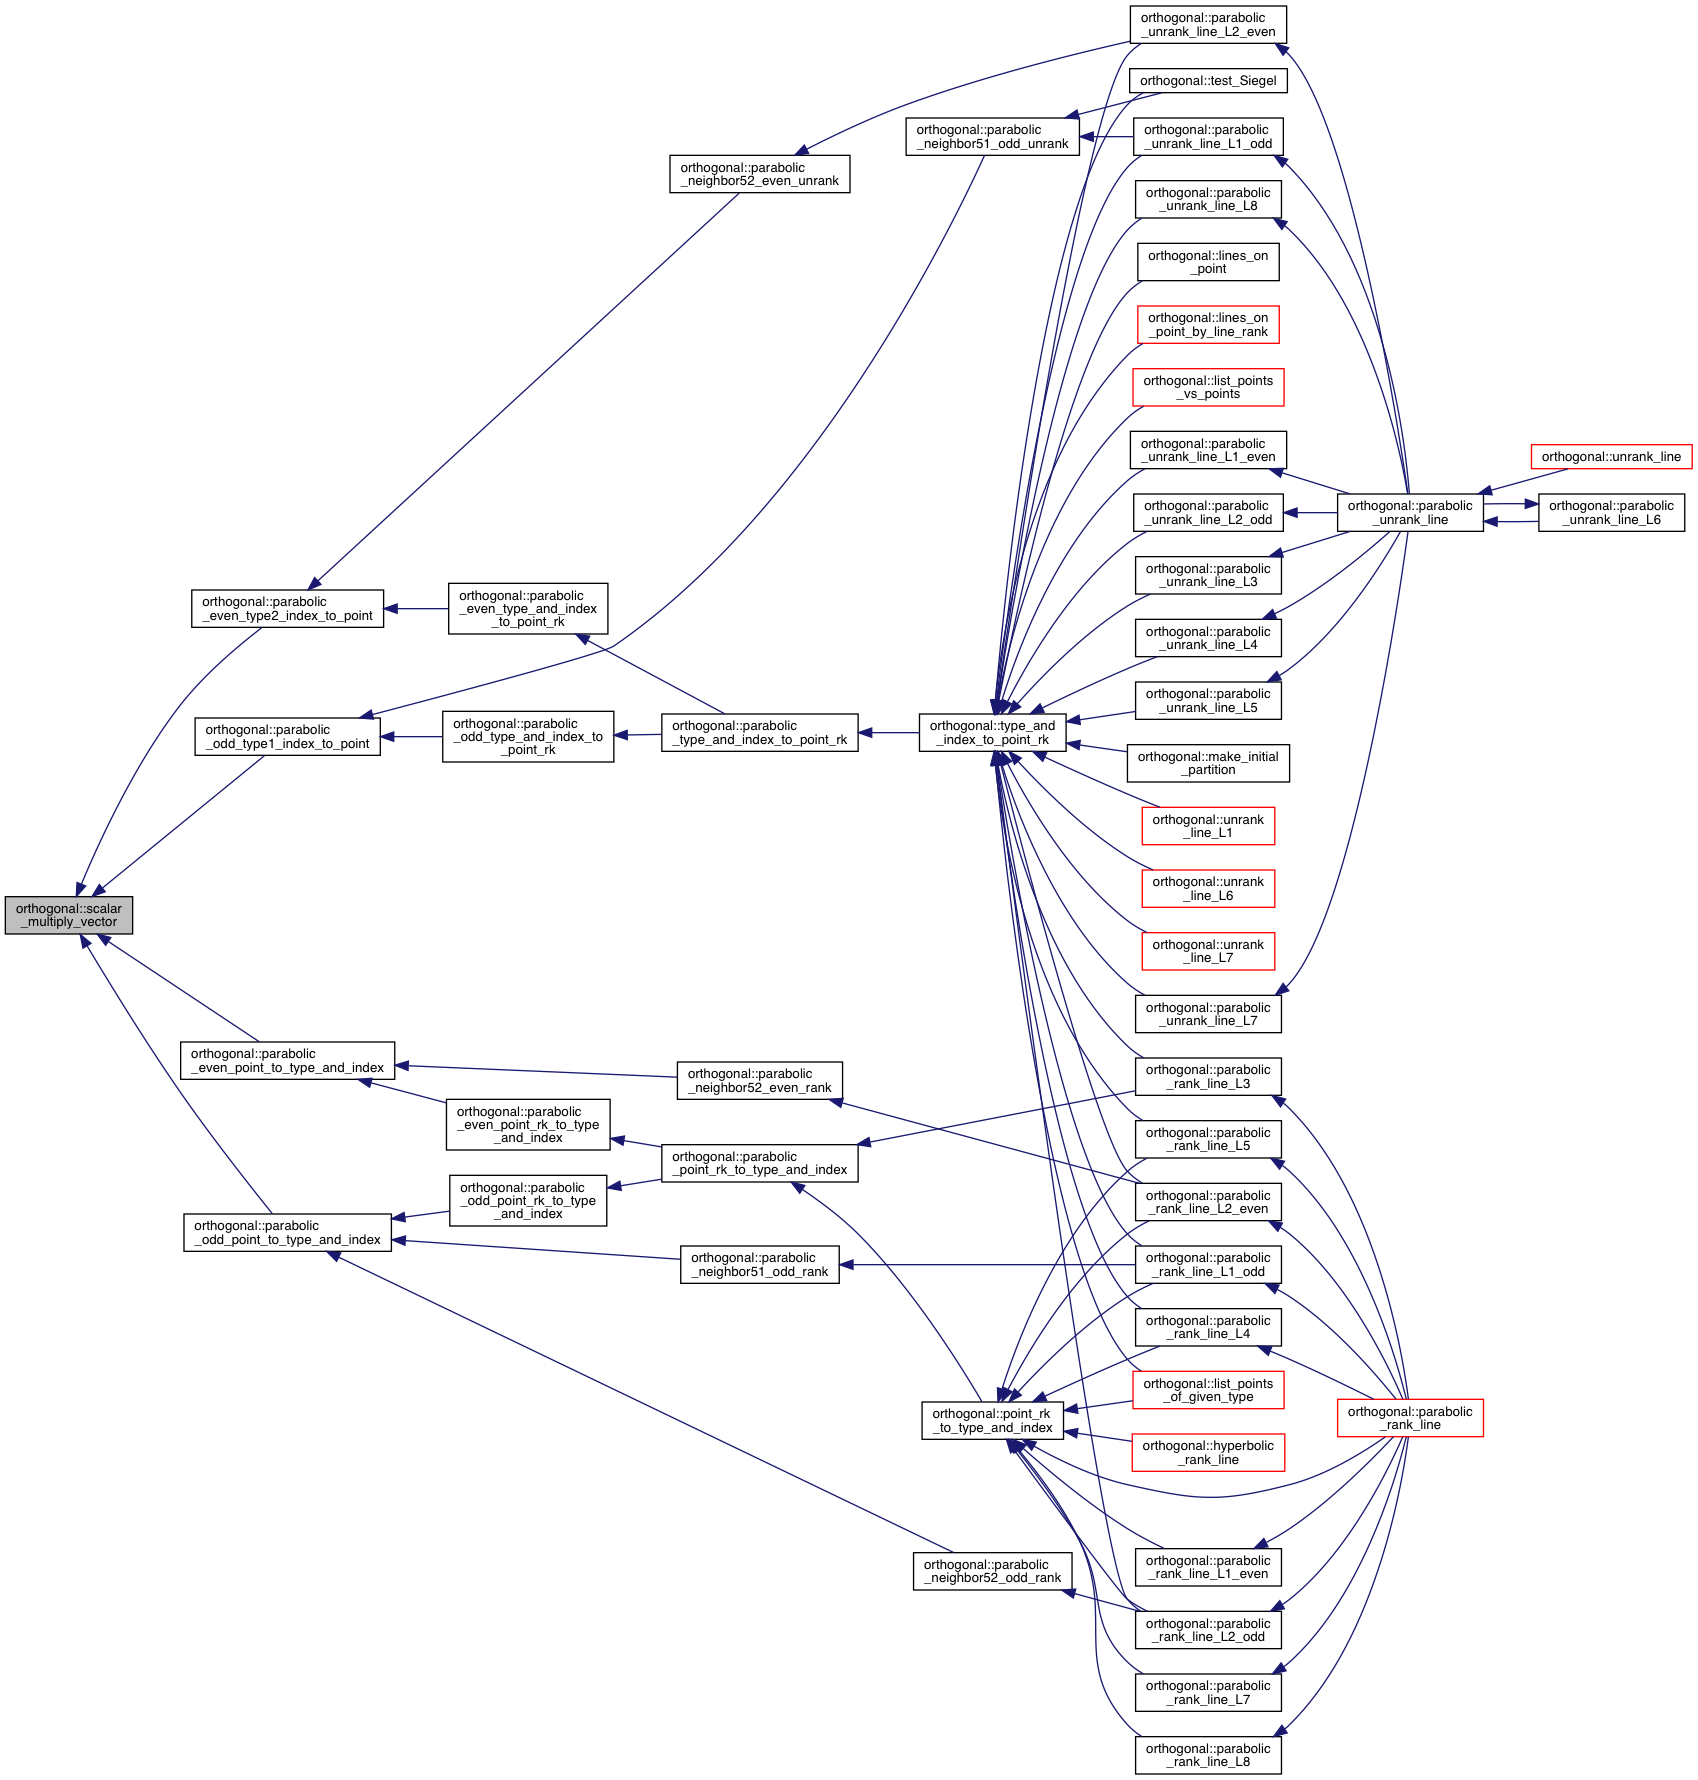 orthogonal::scalar
_multiply_vector
orthogonal::parabolic
_even_type2_index_to_point
orthogonal::parabolic
_odd_type1_index_to_point
orthogonal::parabolic
_even_point_to_type_and_index
orthogonal::parabolic
_odd_point_to_type_and_index
orthogonal::parabolic
_even_type_and_index
_to_point_rk
orthogonal::parabolic
_odd_type_and_index_to
_point_rk
orthogonal::parabolic
_even_point_rk_to_type
_and_index
orthogonal::parabolic
_odd_point_rk_to_type
_and_index
orthogonal::parabolic
_neighbor52_even_unrank
orthogonal::parabolic
_type_and_index_to_point_rk
orthogonal::parabolic
_neighbor52_even_rank
orthogonal::parabolic
_point_rk_to_type_and_index
orthogonal::parabolic
_neighbor51_odd_rank
orthogonal::parabolic
_neighbor51_odd_unrank
orthogonal::type_and
_index_to_point_rk
orthogonal::point_rk
_to_type_and_index
orthogonal::parabolic
_neighbor52_odd_rank
orthogonal::parabolic
_unrank_line_L2_even
orthogonal::test_Siegel
orthogonal::parabolic
_unrank_line_L1_odd
orthogonal::parabolic
_unrank_line_L8
orthogonal::lines_on
_point
orthogonal::lines_on
_point_by_line_rank
orthogonal::list_points
_vs_points
orthogonal::parabolic
_unrank_line_L1_even
orthogonal::parabolic
_unrank_line_L2_odd
orthogonal::parabolic
_unrank_line_L3
orthogonal::parabolic
_unrank_line_L4
orthogonal::parabolic
_unrank_line_L5
orthogonal::make_initial
_partition
orthogonal::unrank
_line_L1
orthogonal::unrank
_line_L6
orthogonal::unrank
_line_L7
orthogonal::parabolic
_unrank_line_L7
orthogonal::parabolic
_rank_line_L3
orthogonal::parabolic
_rank_line_L5
orthogonal::parabolic
_rank_line_L2_even
orthogonal::parabolic
_rank_line_L1_odd
orthogonal::parabolic
_rank_line_L4
orthogonal::list_points
_of_given_type
orthogonal::hyperbolic
_rank_line
orthogonal::parabolic
_rank_line_L1_even
orthogonal::parabolic
_rank_line_L2_odd
orthogonal::parabolic
_rank_line_L7
orthogonal::parabolic
_rank_line_L8
orthogonal::parabolic
_unrank_line
orthogonal::parabolic
_rank_line
orthogonal::unrank_line
orthogonal::parabolic
_unrank_line_L6